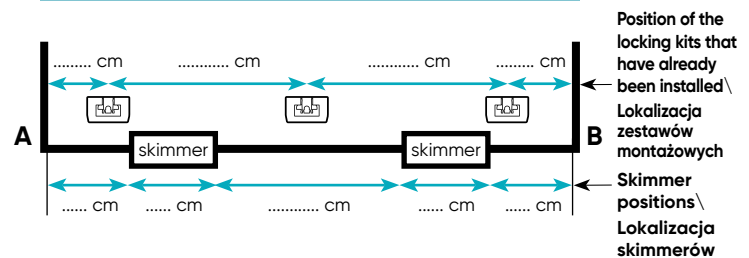 ......... cm ............ cm ............ cm ......... cm
Position of the
locking kits that
have already
been installed\
Lokalizacja
zestawów
montażowych
A
skimmer
skimmer
B
...... cm ...... cm ............ cm ...... cm ...... cm
Skimmer
positions\
Lokalizacja
skimmerów